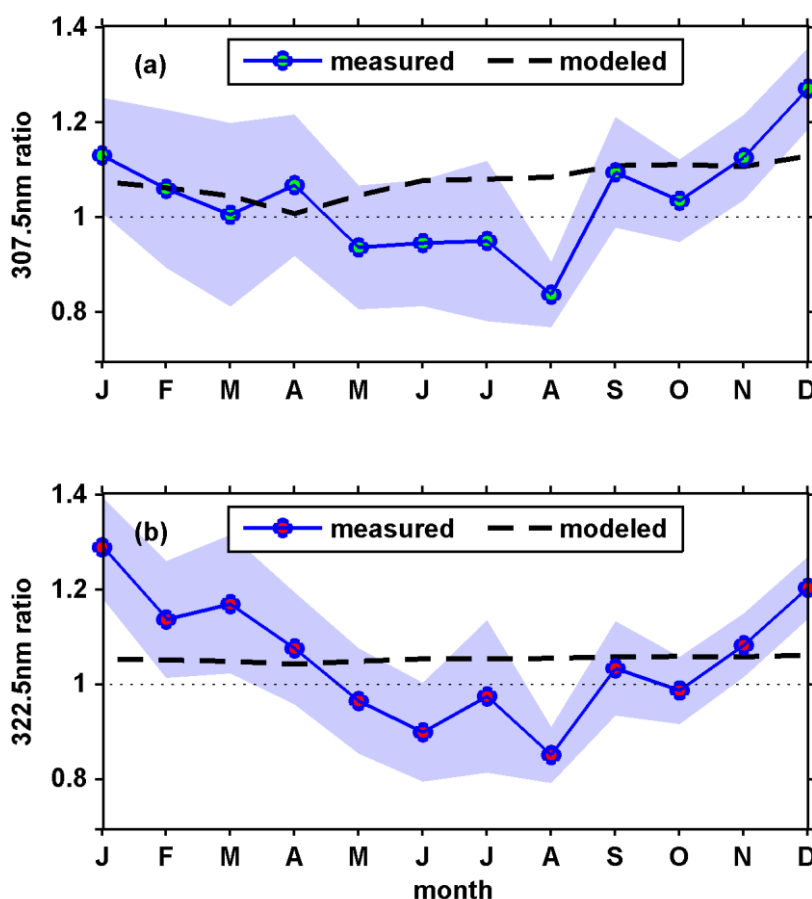 1.4
(a)
measured
modeled
1.2
307.5nm ratio
1
0.8
J F M A M J J A S O N D
1.4
(b)
measured
modeled
1.2
322.5nm ratio
1
0.8
J F M A M J J A S O N D
month